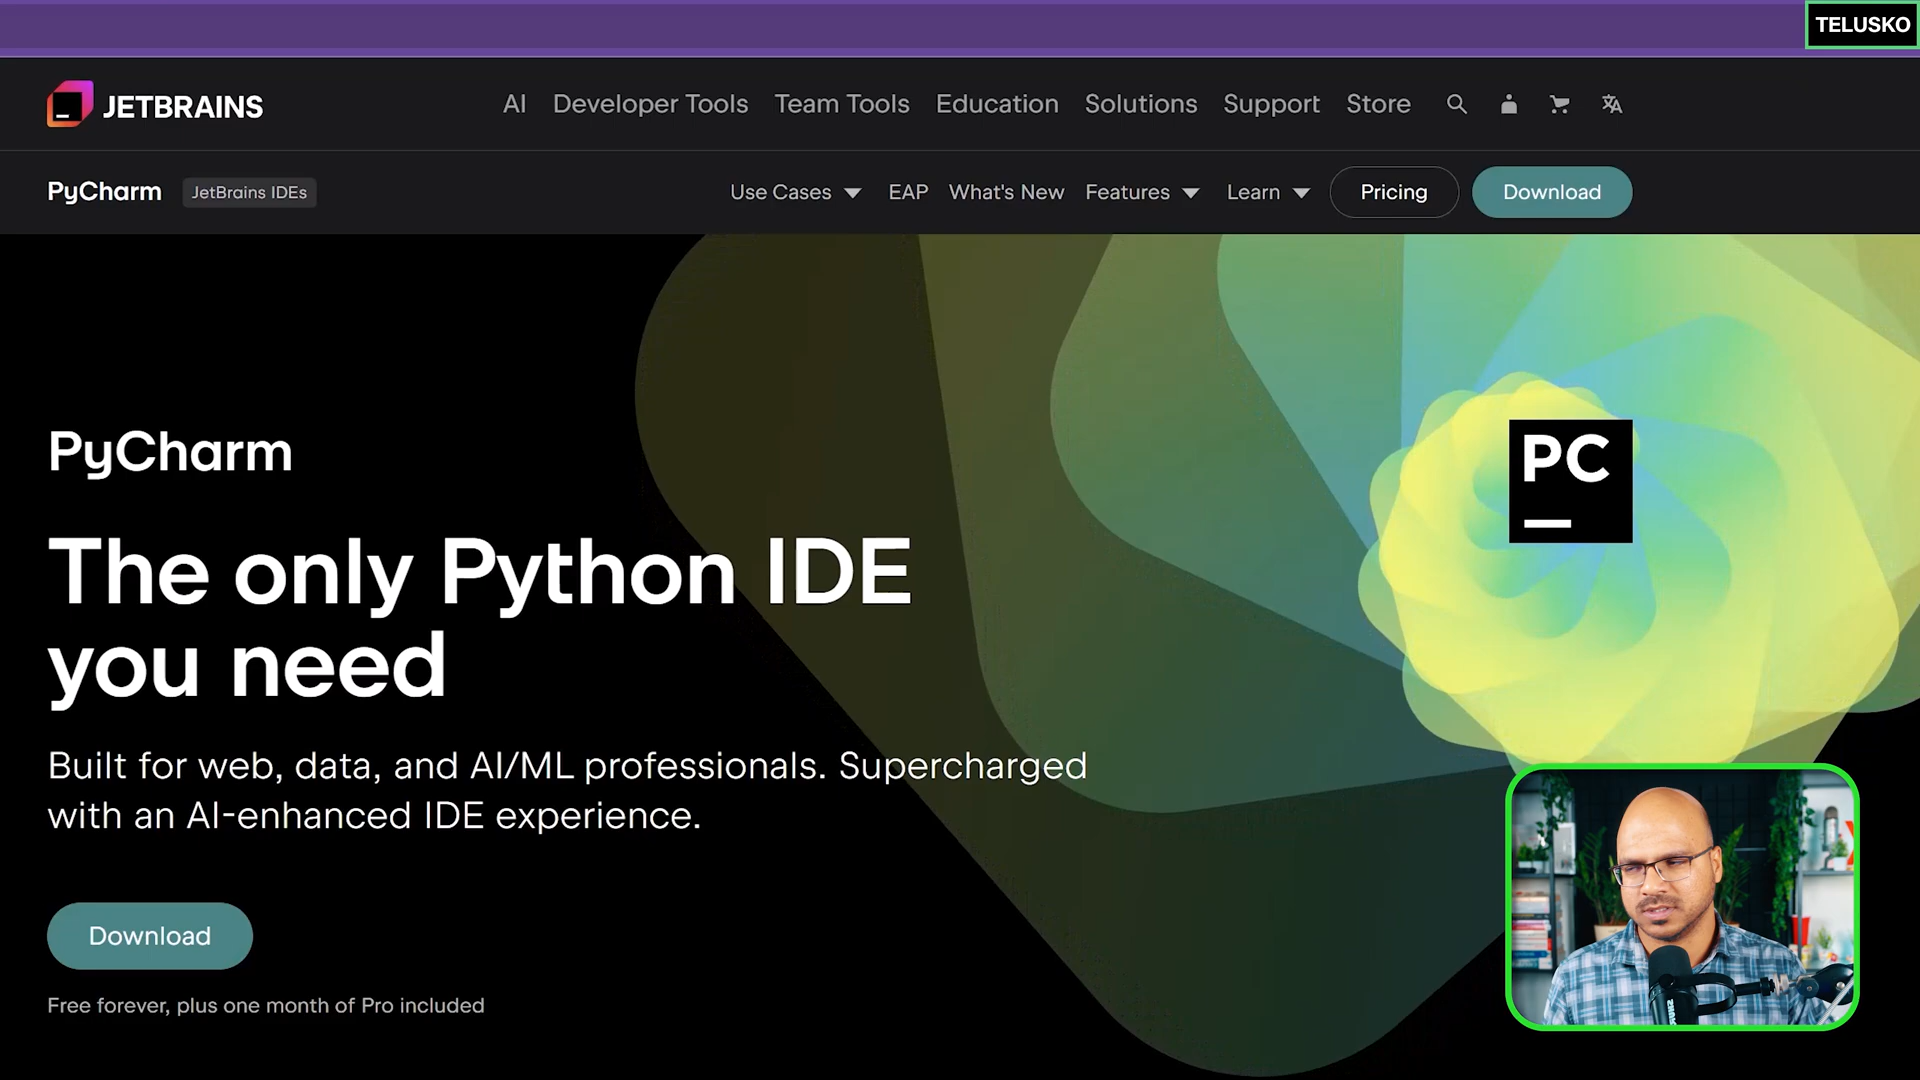 TELUSKO
JETBRAINS
AI Developer Tools Team Tools Education Solutions Support Store
PyCharm JetBrains IDEs
Use Cases EAP What's New Features Learn Pricing Download
PC
PyCharm
The only Python IDE
you need
Built for web, data, and AI/ML professionals. Supercharged
with an AI-enhanced IDE experience.
Download
Free forever, plus one month of Pro included